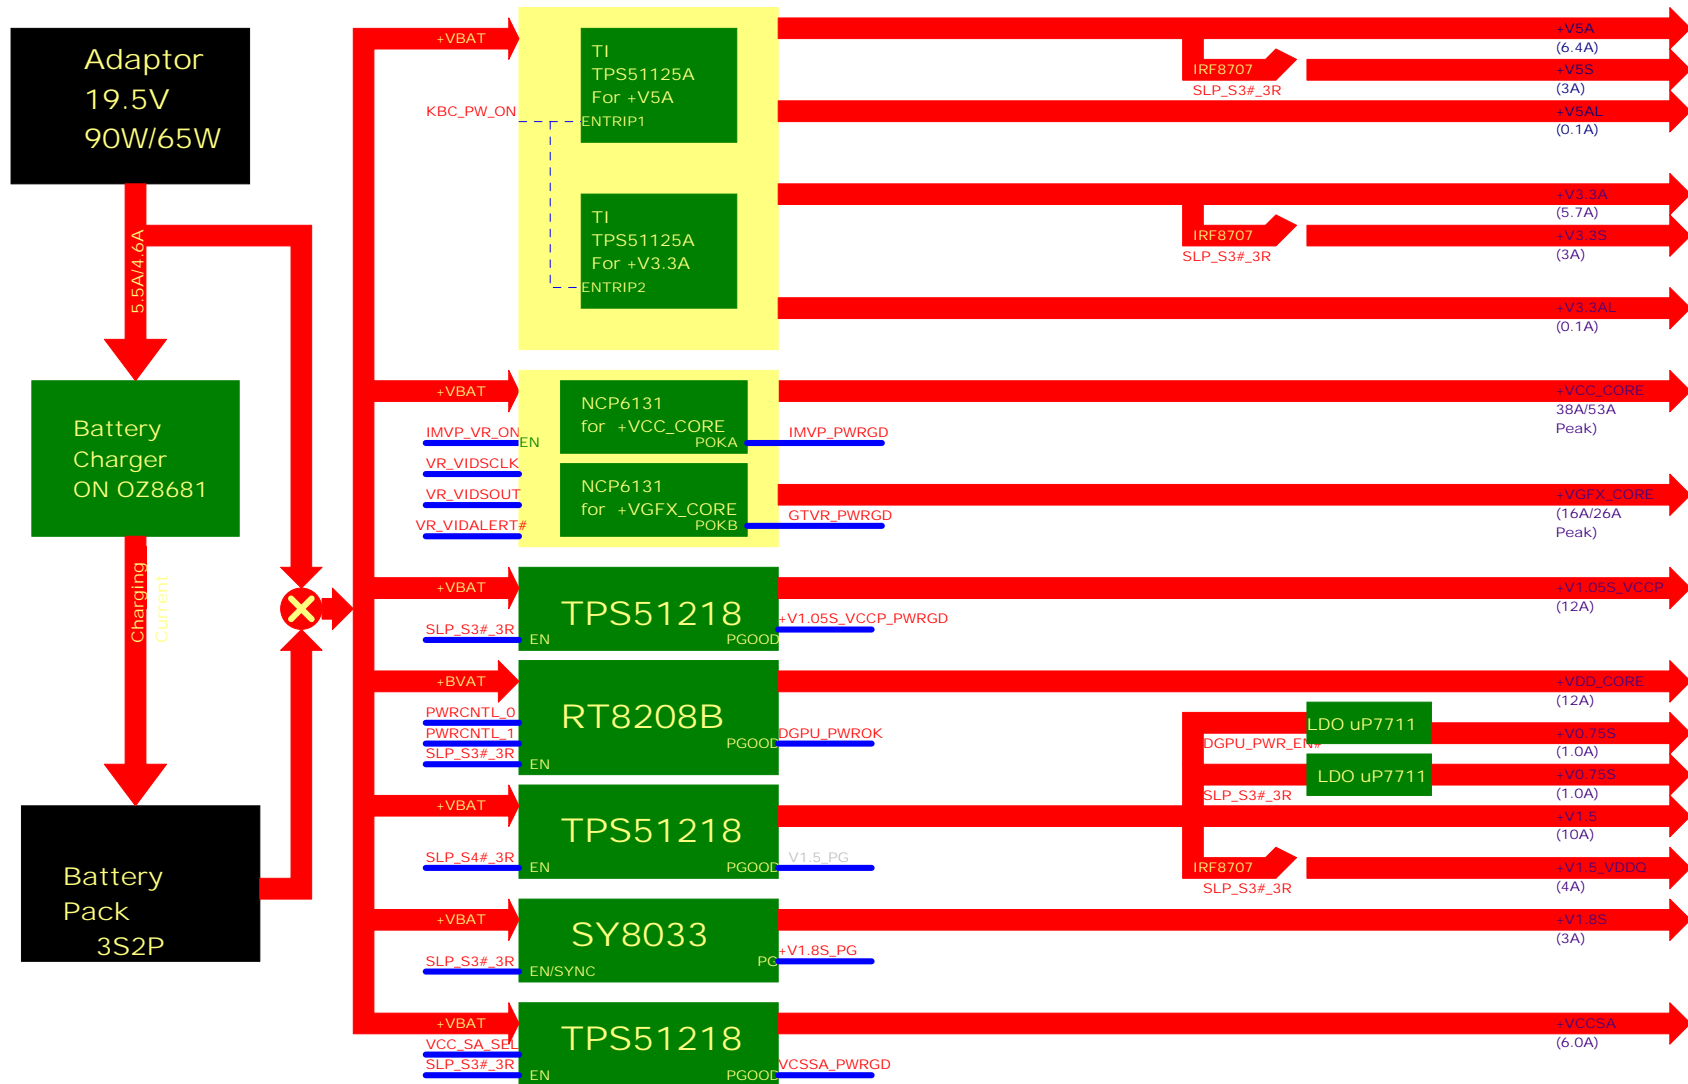 Adaptor
19.5V
90W/65W
5.5A/4.6A
Battery
Charger
ON OZ8681
Charging
Current
Battery
Pack
3S2P
+VBAT
KBC_PW_ON
TI
TPS51125A
For +V5A
ENTRIP1
TI
TPS51125A
For +V3.3A
ENTRIP2
IRF8707
SLP_S3#_3R
+V5A
(6.4A)
+V5S
(3A)
+V5AL
(0.1A)
IRF8707
SLP_S3#_3R
+V3.3A
(5.7A)
+V3.3S
(3A)
+V3.3AL
(0.1A)
+VBAT
IMVP_VR_ON
EN
VR_VIDSCLK
VR_VIDSOUT
VR_VIDALERT#
NCP6131
for +VCC_CORE
POKA
IMVP_PWRGD
NCP6131
for +VGFX_CORE
POKB
GTVR_PWRGD
+VCC_CORE
38A/53A
Peak)
+VGFX_CORE
(16A/26A
Peak)
+VBAT
SLP_S3#_3R
TPS51218
EN
PGOOD
+V1.05S_VCCP_PWRGD
+V1.05S_VCCP
(12A)
+BVAT
PWRCNTL_0
PWRCNTL_1
SLP_S3#_3R
RT8208B
EN
PGOOD
DGPU_PWROK
+VDD_CORE
(12A)
LDO uP7711
DGPU_PWR_EN#
+V0.75S
(1.0A)
LDO uP7711
SLP_S3#_3R
+V0.75S
(1.0A)
+VBAT
SLP_S4#_3R
TPS51218
EN
PGOOD
V1.5_PG
+V1.5
(10A)
IRF8707
SLP_S3#_3R
+V1.5_VDDQ
(4A)
+VBAT
SLP_S3#_3R
SY8033
EN/SYNC
PG
+V1.8S_PG
+V1.8S
(3A)
+VBAT
VCC_SA_SEL
SLP_S3#_3R
TPS51218
EN
PGOOD
VCSSA_PWRGD
+VCCSA
(6.0A)